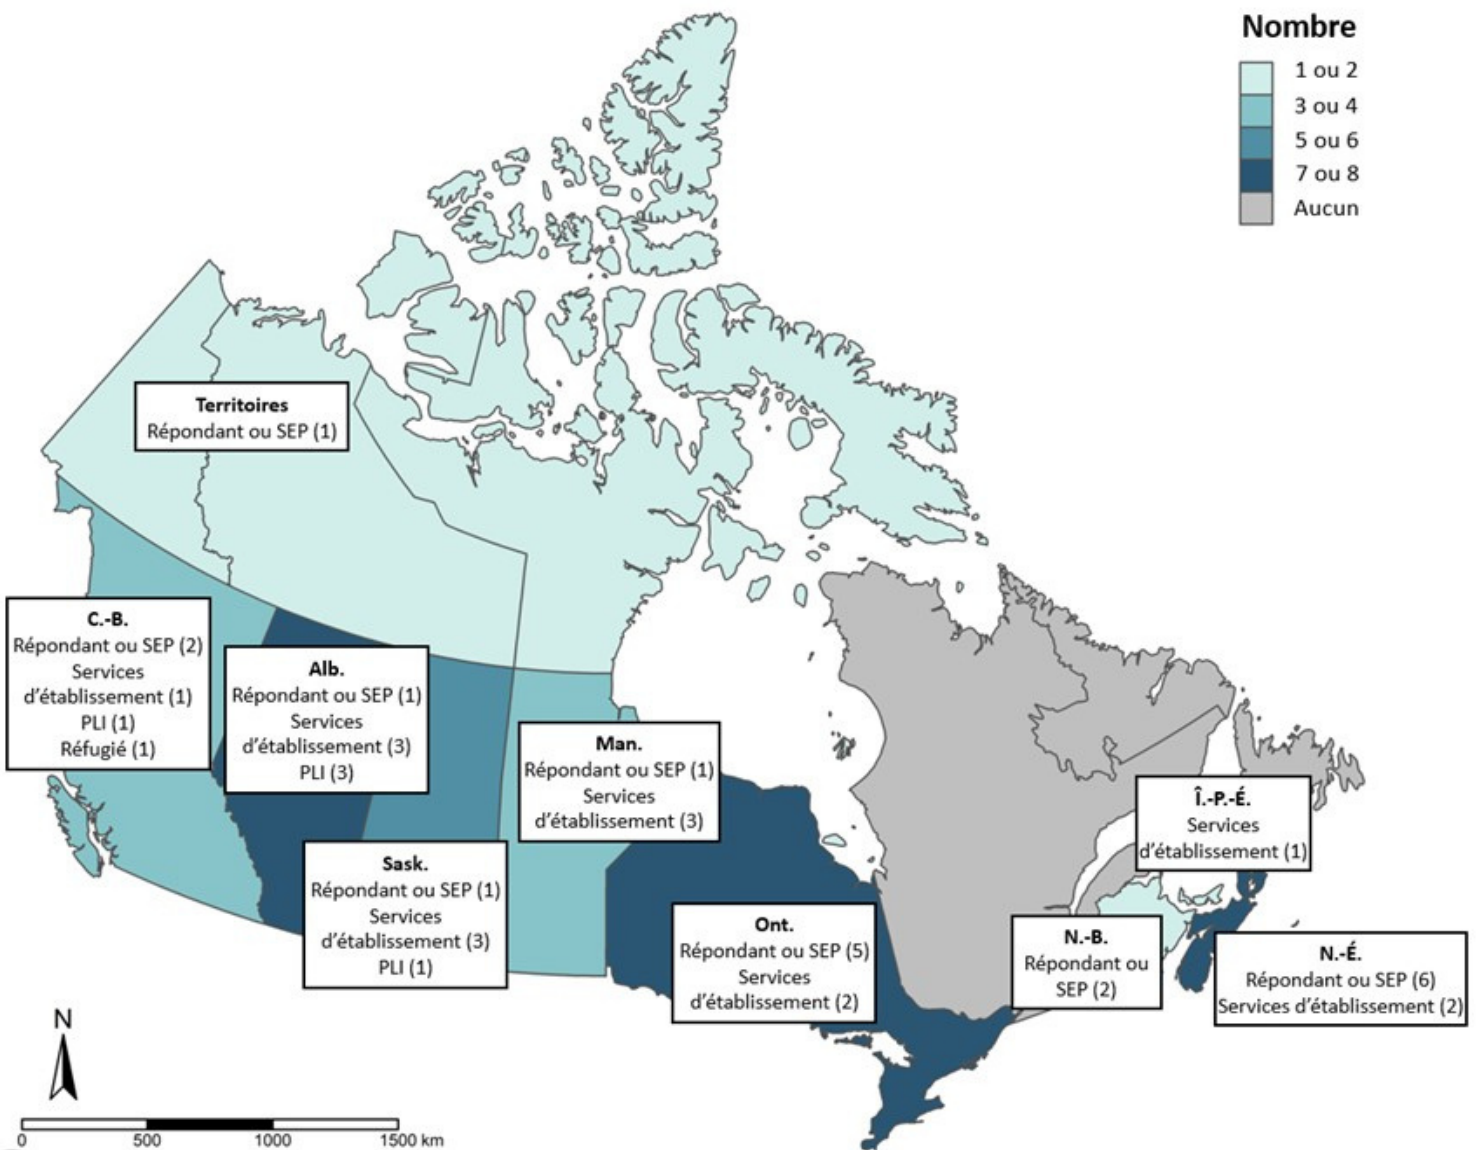 Nombre
1 ou 2
3 ou 4
5 ou 6
7 ou 8
Aucun
Territoires
Répondant ou SEP (1)
C.-B.
Répondant ou SEP (2)
Services
d’établissement (1)
PLI (1)
Réfugié (1)
Alb.
Répondant ou SEP (1)
Services
d’établissement (3)
PLI (3)
Sask.
Répondant ou SEP (1)
Services
d’établissement (3)
PLI (1)
Man.
Répondant ou SEP (1)
Services
d’établissement (3)
Ont.
Répondant ou SEP (5)
Services
d’établissement (2)
Î.-P.-É.
Services
d’établissement (1)
N.-B.
Répondant ou
SEP (2)
N.-É.
Répondant ou SEP (6)
Services d’établissement (2)
N
0 500 1000 1500 km